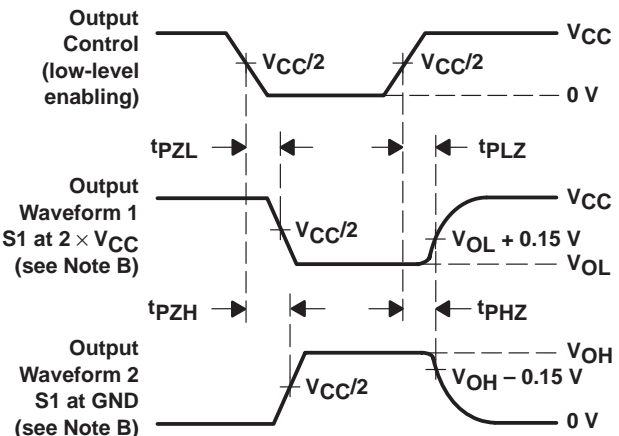 Output
Control
(low-level
enabling)
VCC
VCC/2
VCC/2
0 V
tPZL
tPLZ
Output
Waveform 1
S1 at 2 × VCC
(see Note B)
VCC
VCC/2
VOL + 0.15 V
VOL
tPZH
tPHZ
Output
Waveform 2
S1 at GND
(see Note B)
VOH
VCC/2
VOH – 0.15 V
0 V